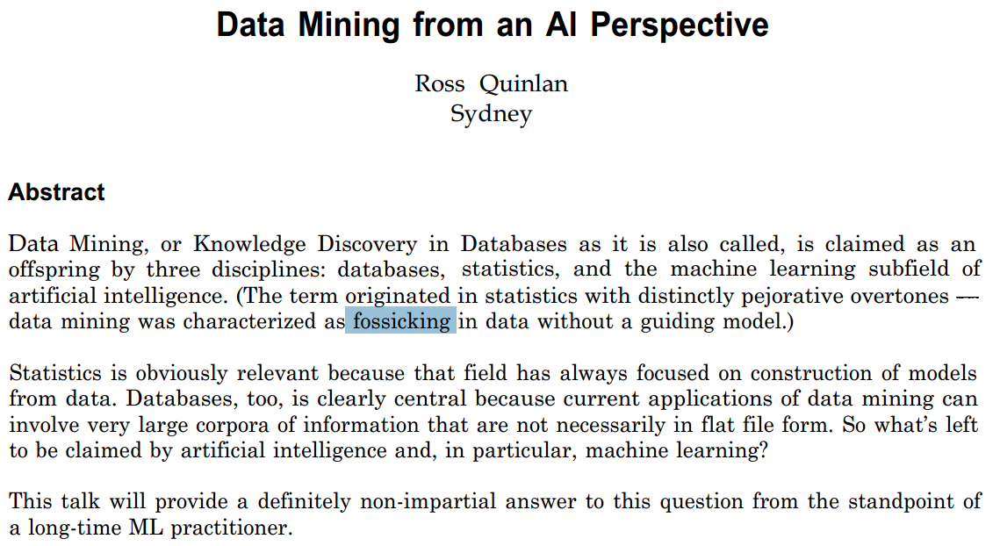 Data Mining from an AI Perspective
Ross Quinlan
Sydney
Abstract
Data Mining, or Knowledge Discovery in Databases as it is also called, is claimed as an
offspring by three disciplines: databases, statistics, and the machine learning subfield of
artificial intelligence. (The term originated in statistics with distinctly pejorative overtones —
data mining was characterized as fossicking in data without a guiding model.)
Statistics is obviously relevant because that field has always focused on construction of models
from data. Databases, too, is clearly central because current applications of data mining can
involve very large corpora of information that are not necessarily in flat file form. So what's left
to be claimed by artificial intelligence and, in particular, machine learning?
This talk will provide a definitely non-impartial answer to this question from the standpoint of
a long-time ML practitioner.